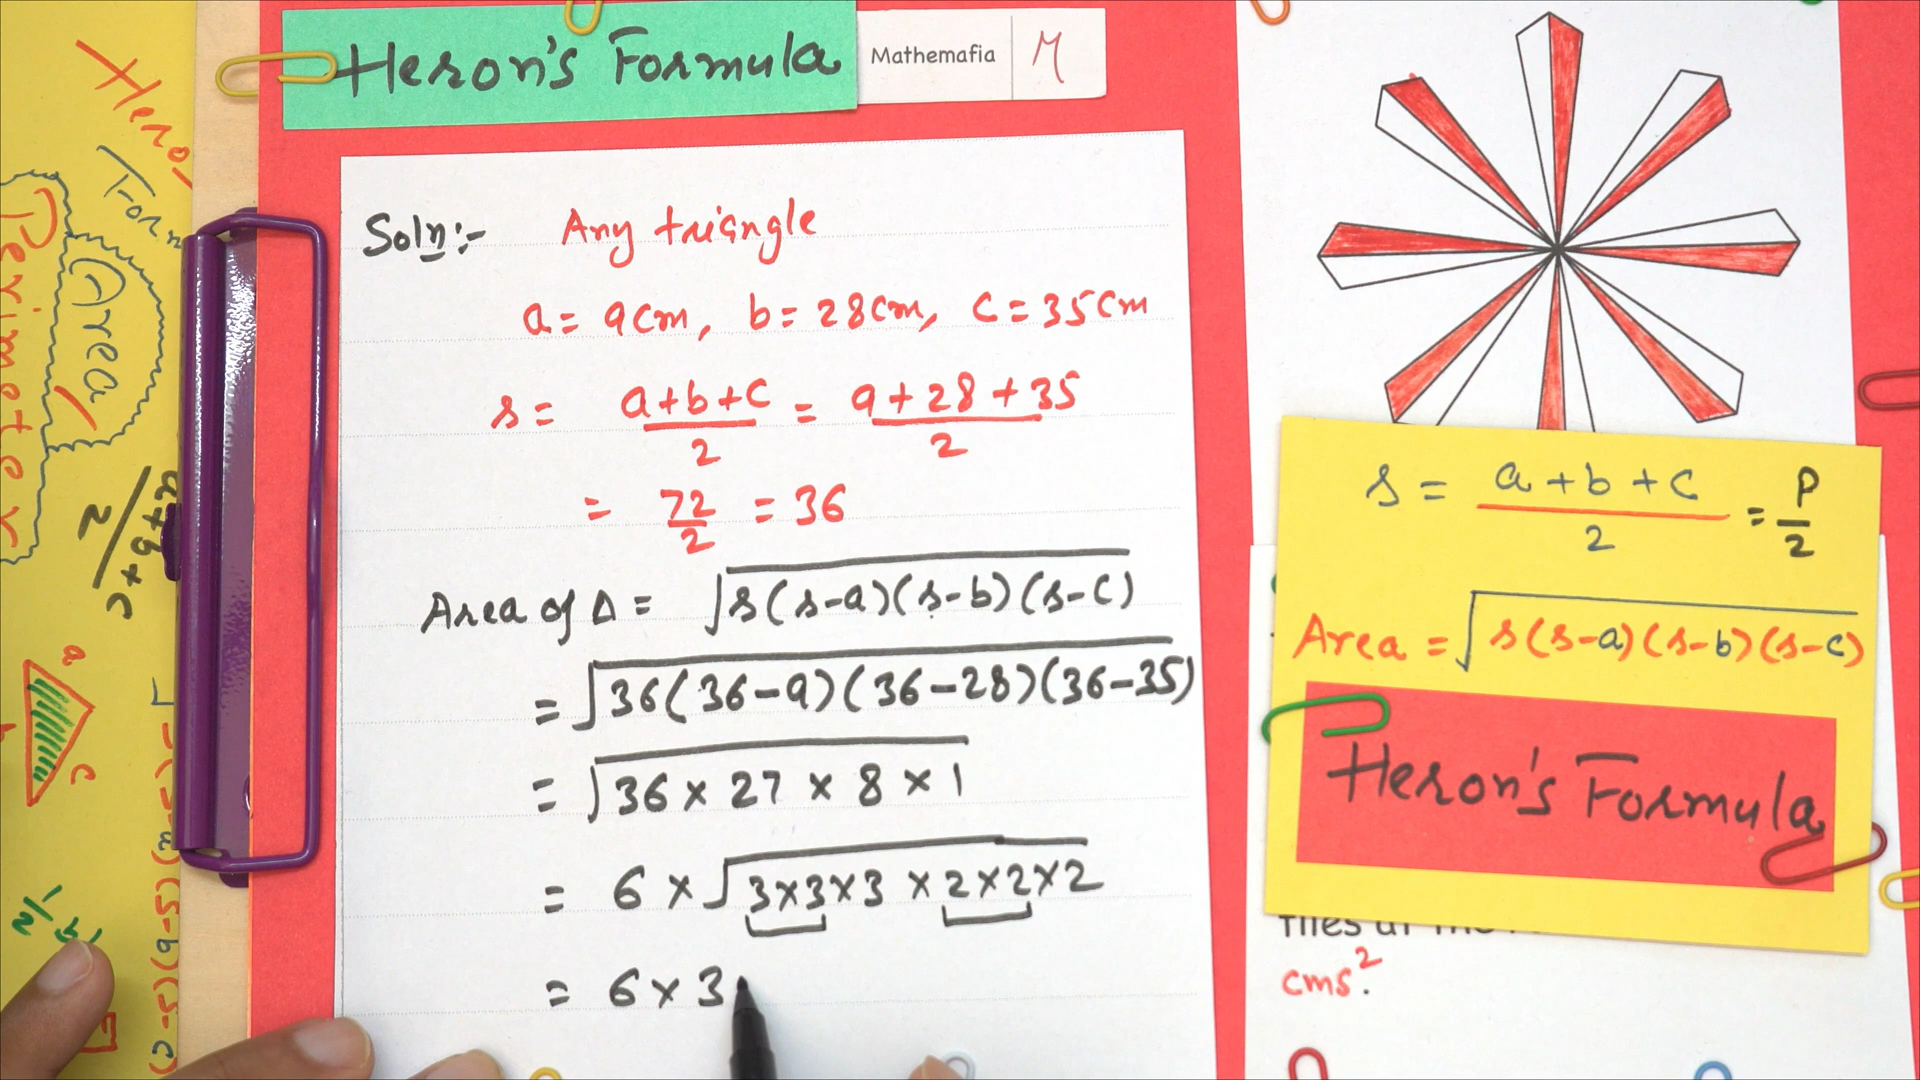 Heron's Formula
Mathemafia M
Soln:-
Any triangle
a = 9cm, b = 28cm, c = 35cm
s = a+b+c/2 = 9+28+35/2
= 72/2 = 36
Area of Δ = √s(s-a)(s-b)(s-c)
= √36(36-9)(36-28)(36-35)
= √36 × 27 × 8 × 1
= 6 × √3×3×3 × 2×2×2
= 6 × 3
s = a+b+c/2 = P/2
Area = √s(s-a)(s-b)(s-c)
Heron's Formula
cms².
Area
Perimeter
a
c